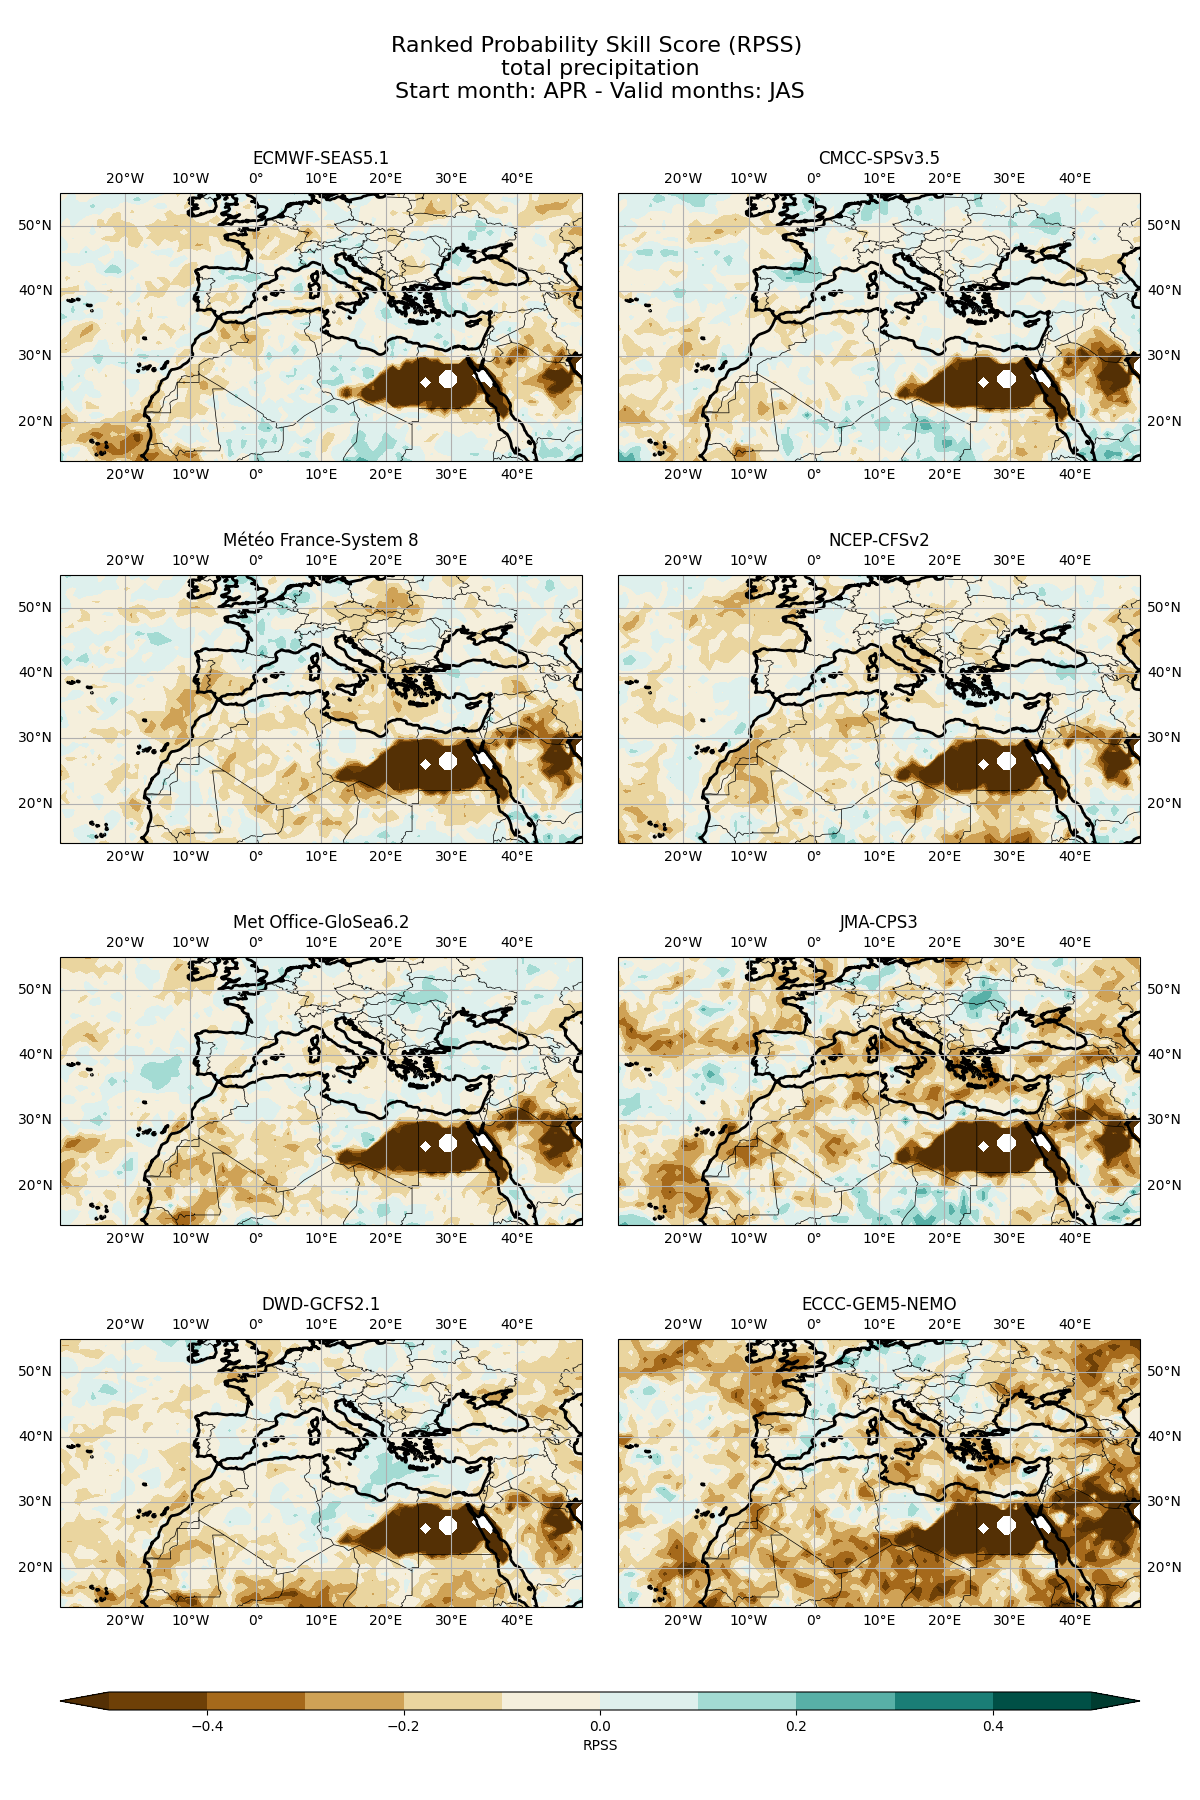 Ranked Probability Skill Score (RPSS)
total precipitation
Start month: APR - Valid months: JAS
ECMWF-SEAS5.1
20°W 10°W 0° 10°E 20°E 30°E 40°E
50°N
40°N
30°N
20°N
20°W 10°W 0° 10°E 20°E 30°E 40°E
CMCC-SPSv3.5
20°W 10°W 0° 10°E 20°E 30°E 40°E
50°N
40°N
30°N
20°N
20°W 10°W 0° 10°E 20°E 30°E 40°E
Météo France-System 8
20°W 10°W 0° 10°E 20°E 30°E 40°E
50°N
40°N
30°N
20°N
20°W 10°W 0° 10°E 20°E 30°E 40°E
NCEP-CFSv2
20°W 10°W 0° 10°E 20°E 30°E 40°E
50°N
40°N
30°N
20°N
20°W 10°W 0° 10°E 20°E 30°E 40°E
Met Office-GloSea6.2
20°W 10°W 0° 10°E 20°E 30°E 40°E
50°N
40°N
30°N
20°N
20°W 10°W 0° 10°E 20°E 30°E 40°E
JMA-CPS3
20°W 10°W 0° 10°E 20°E 30°E 40°E
50°N
40°N
30°N
20°N
20°W 10°W 0° 10°E 20°E 30°E 40°E
DWD-GCFS2.1
20°W 10°W 0° 10°E 20°E 30°E 40°E
50°N
40°N
30°N
20°N
20°W 10°W 0° 10°E 20°E 30°E 40°E
ECCC-GEM5-NEMO
20°W 10°W 0° 10°E 20°E 30°E 40°E
50°N
40°N
30°N
20°N
20°W 10°W 0° 10°E 20°E 30°E 40°E
−0.4 −0.2 0.0 0.2 0.4
RPSS